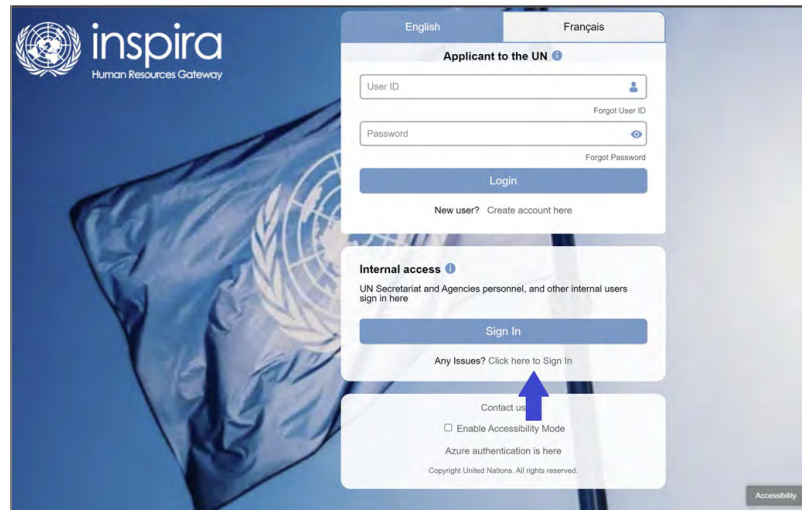 inspira
Human Resources Gateway
English
Français
Applicant to the UN
User ID
Forgot User ID
Password
Forgot Password
Login
New user? Create account here
Internal access
UN Secretariat and Agencies personnel, and other internal users
sign in here
Sign In
Any Issues? Click here to Sign In
Contact us
Enable Accessibility Mode
Azure authentication is here
Copyright United Nations. All rights reserved.
Accessibility